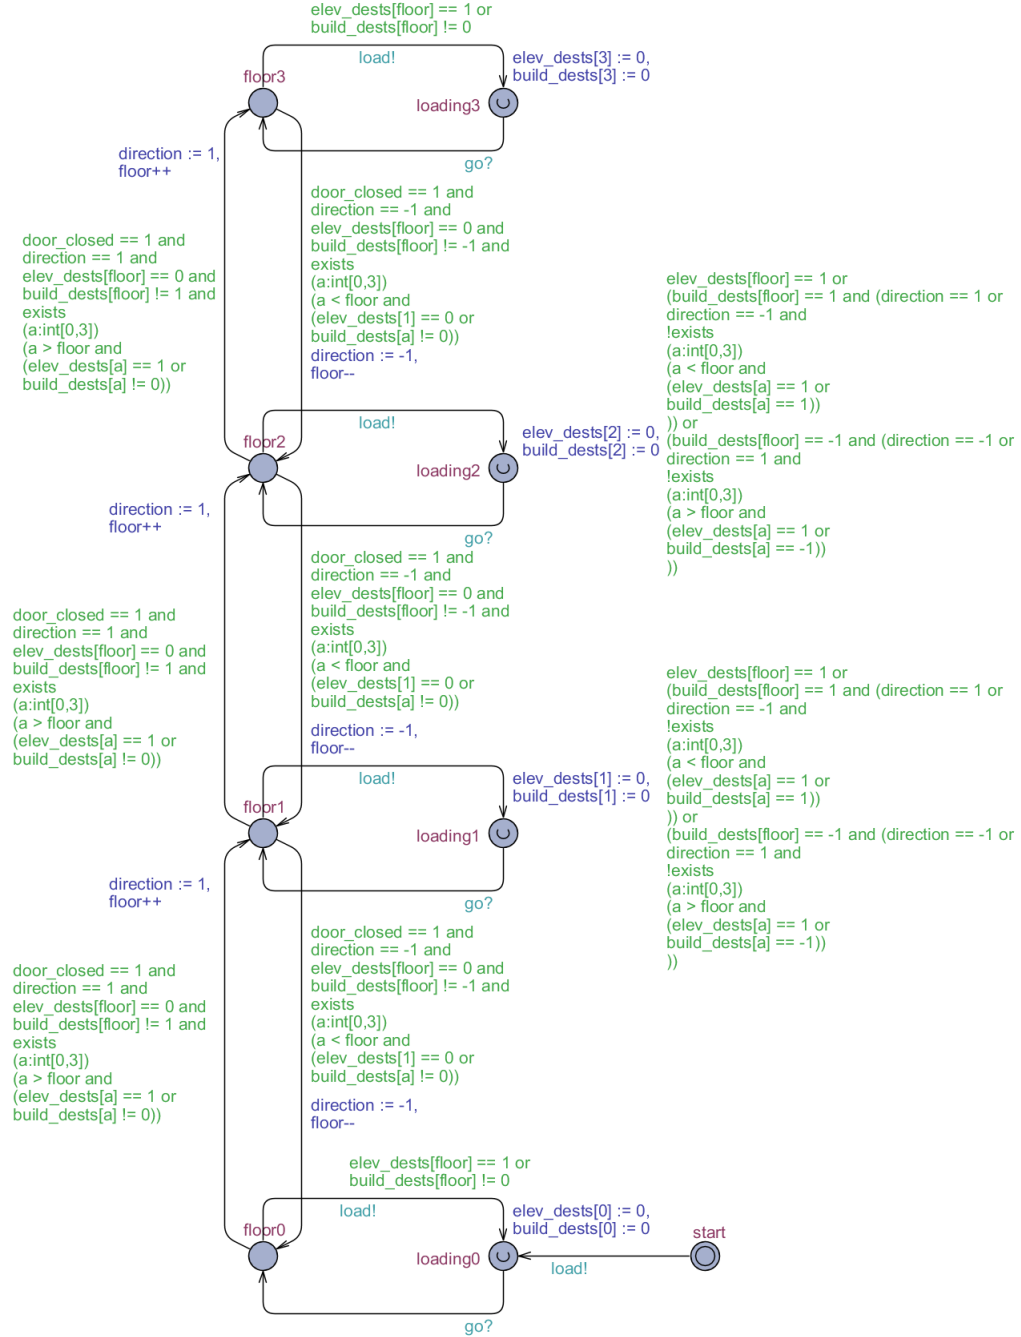 elev_dests[floor] == 1 or
build_dests[floor] != 0
load!
elev_dests[3] := 0,
build_dests[3] := 0
floor3
loading3
go?
direction := 1,
floor++
door_closed == 1 and
direction == -1 and
elev_dests[floor] == 0 and
build_dests[floor] != -1 and
exists
(a:int[0,3])
(a < floor and
(elev_dests[1] == 0 or
build_dests[a] != 0))
direction := -1,
floor--
door_closed == 1 and
direction == 1 and
elev_dests[floor] == 0 and
build_dests[floor] != 1 and
exists
(a:int[0,3])
(a > floor and
(elev_dests[a] == 1 or
build_dests[a] != 0))
elev_dests[floor] == 1 or
(build_dests[floor] == 1 and (direction == 1 or
direction == -1 and
!exists
(a:int[0,3])
(a < floor and
(elev_dests[a] == 1 or
build_dests[a] == 1))
)) or
(build_dests[floor] == -1 and (direction == -1 or
direction == 1 and
!exists
(a:int[0,3])
(a > floor and
(elev_dests[a] == 1 or
build_dests[a] == -1))
))
load!
elev_dests[2] := 0,
build_dests[2] := 0
floor2
loading2
go?
direction := 1,
floor++
door_closed == 1 and
direction == -1 and
elev_dests[floor] == 0 and
build_dests[floor] != -1 and
exists
(a:int[0,3])
(a < floor and
(elev_dests[1] == 0 or
build_dests[a] != 0))
direction := -1,
floor--
door_closed == 1 and
direction == 1 and
elev_dests[floor] == 0 and
build_dests[floor] != 1 and
exists
(a:int[0,3])
(a > floor and
(elev_dests[a] == 1 or
build_dests[a] != 0))
elev_dests[floor] == 1 or
(build_dests[floor] == 1 and (direction == 1 or
direction == -1 and
!exists
(a:int[0,3])
(a < floor and
(elev_dests[a] == 1 or
build_dests[a] == 1))
)) or
(build_dests[floor] == -1 and (direction == -1 or
direction == 1 and
!exists
(a:int[0,3])
(a > floor and
(elev_dests[a] == 1 or
build_dests[a] == -1))
))
load!
elev_dests[1] := 0,
build_dests[1] := 0
floor1
loading1
go?
direction := 1,
floor++
door_closed == 1 and
direction == -1 and
elev_dests[floor] == 0 and
build_dests[floor] != -1 and
exists
(a:int[0,3])
(a < floor and
(elev_dests[1] == 0 or
build_dests[a] != 0))
direction := -1,
floor--
door_closed == 1 and
direction == 1 and
elev_dests[floor] == 0 and
build_dests[floor] != 1 and
exists
(a:int[0,3])
(a > floor and
(elev_dests[a] == 1 or
build_dests[a] != 0))
elev_dests[floor] == 1 or
build_dests[floor] != 0
load!
elev_dests[0] := 0,
build_dests[0] := 0
floor0
loading0
start
load!
go?